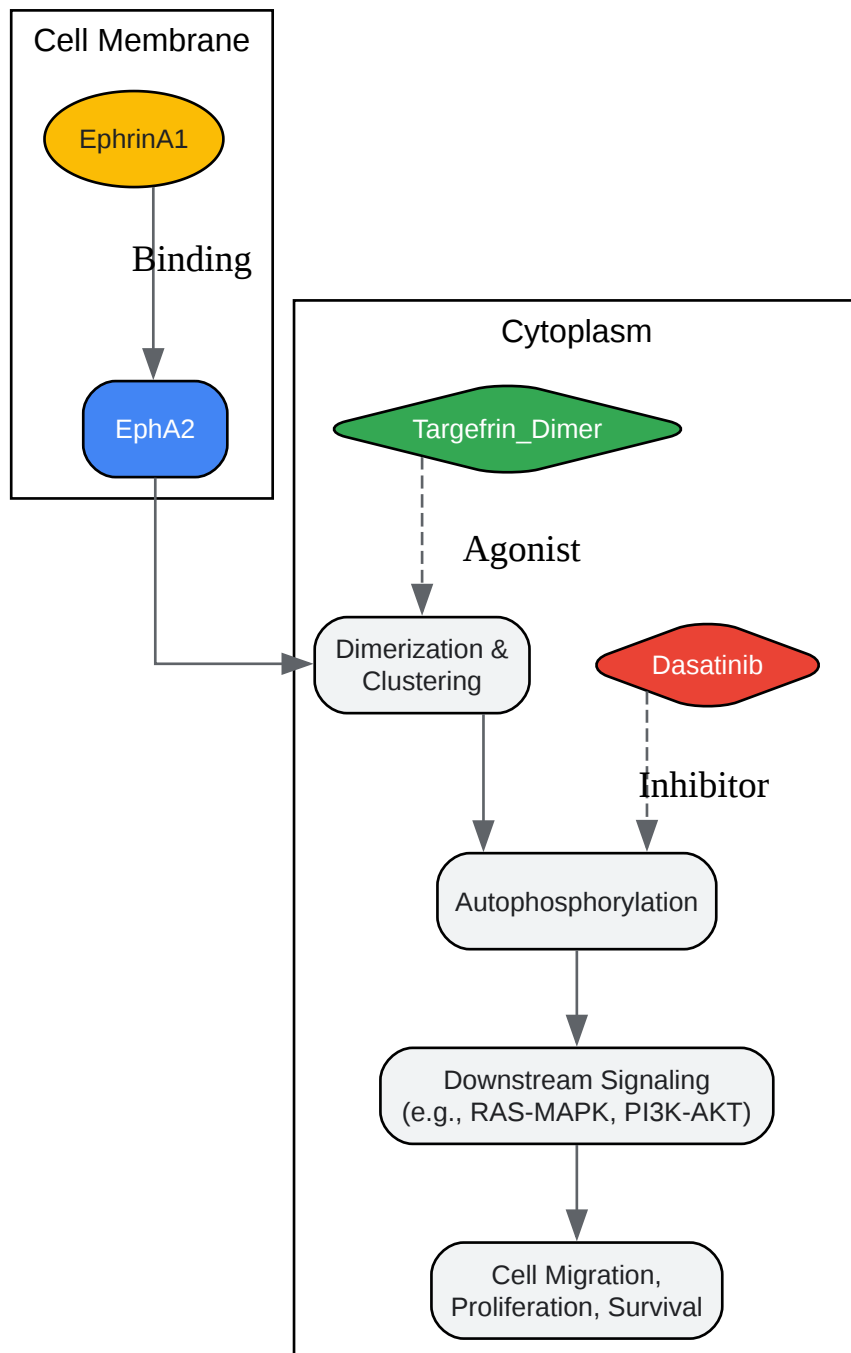 Cell Membrane
EphrinA1
Binding
EphA2
Cytoplasm
Targefrin_Dimer
Agonist
Dimerization &
Clustering
Dasatinib
Inhibitor
Autophosphorylation
Downstream Signaling
(e.g., RAS-MAPK, PI3K-AKT)
Cell Migration,
Proliferation, Survival